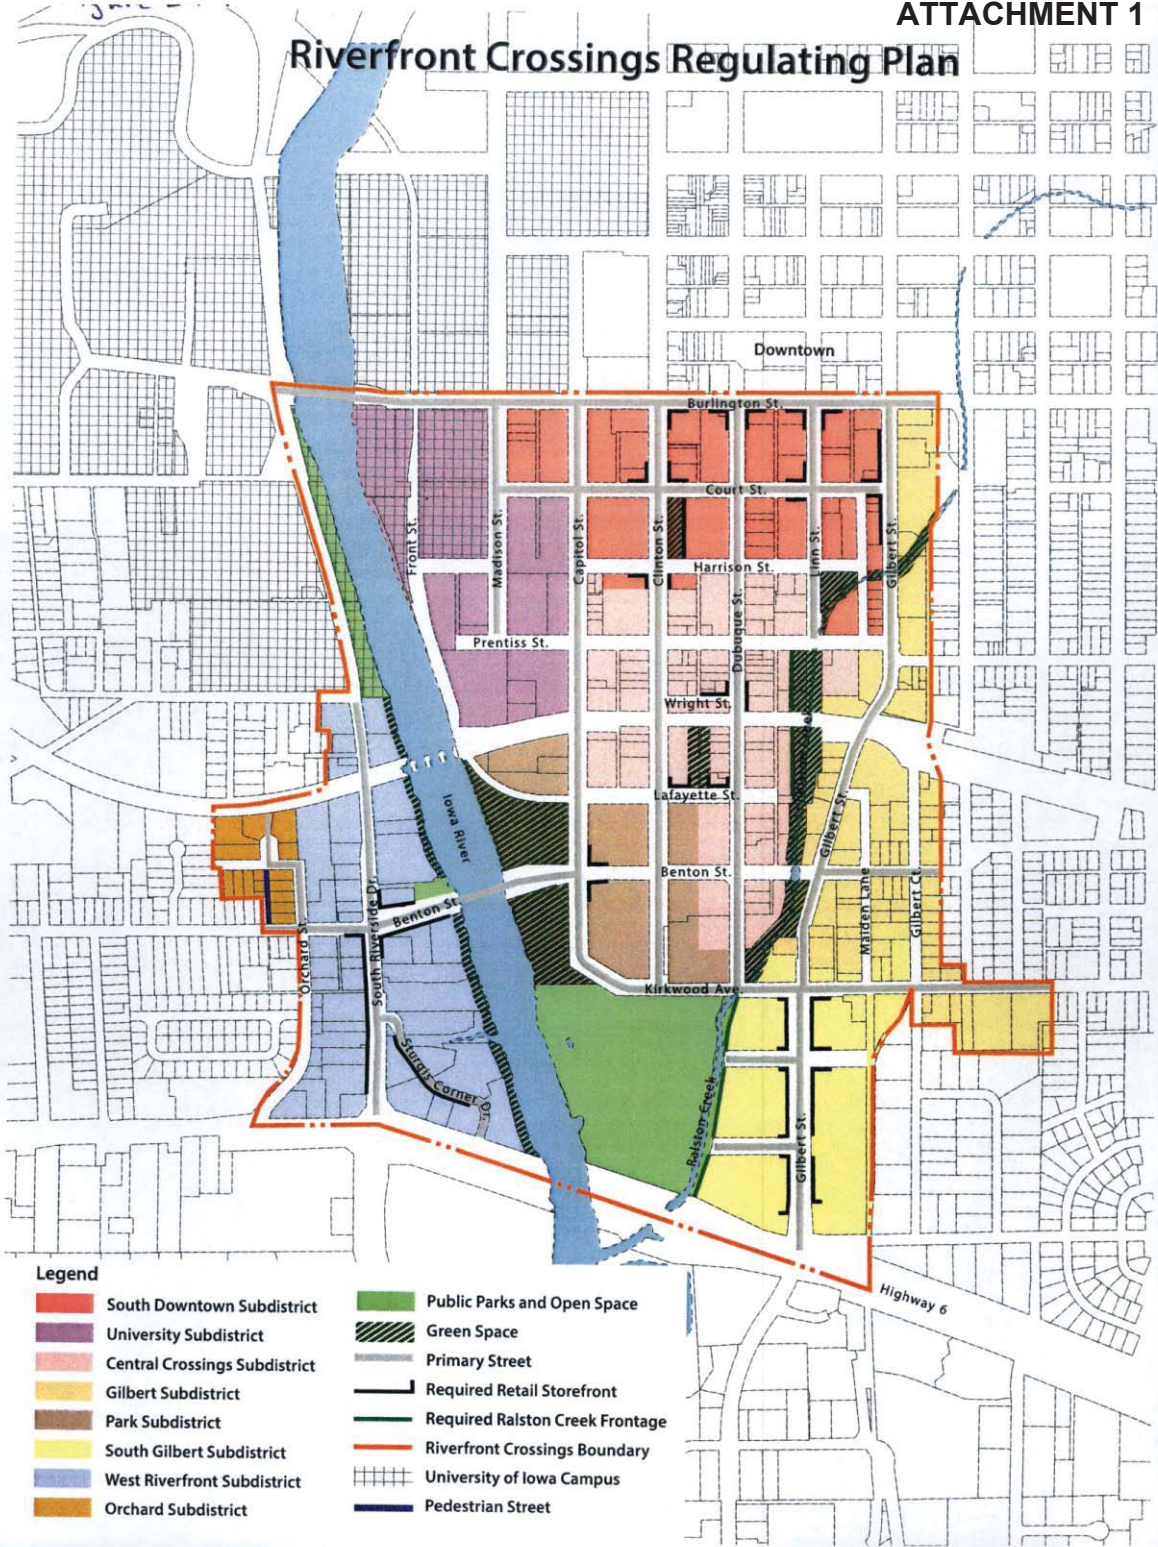 ATTACHMENT 1
Riverfront Crossings Regulating Plan
Downtown
Burlington St.
Court St.
Front St.
Madison St.
Capitol St.
Clinton St.
Linn St.
Gilbert St.
Harrison St.
Dubuque St.
Prentiss St.
Wright St.
Lafayette St.
Iowa River
Gilbert St.
Benton St.
Benton St.
Maiden Lane
Gilbert Ct.
Orchard St.
South Riverside Dr.
Kirkwood Ave.
Sturgis Corner Dr.
Ralston Creek
Gilbert St.
Highway 6
Legend
South Downtown Subdistrict
University Subdistrict
Central Crossings Subdistrict
Gilbert Subdistrict
Park Subdistrict
South Gilbert Subdistrict
West Riverfront Subdistrict
Orchard Subdistrict
Public Parks and Open Space
Green Space
Primary Street
Required Retail Storefront
Required Ralston Creek Frontage
Riverfront Crossings Boundary
University of Iowa Campus
Pedestrian Street